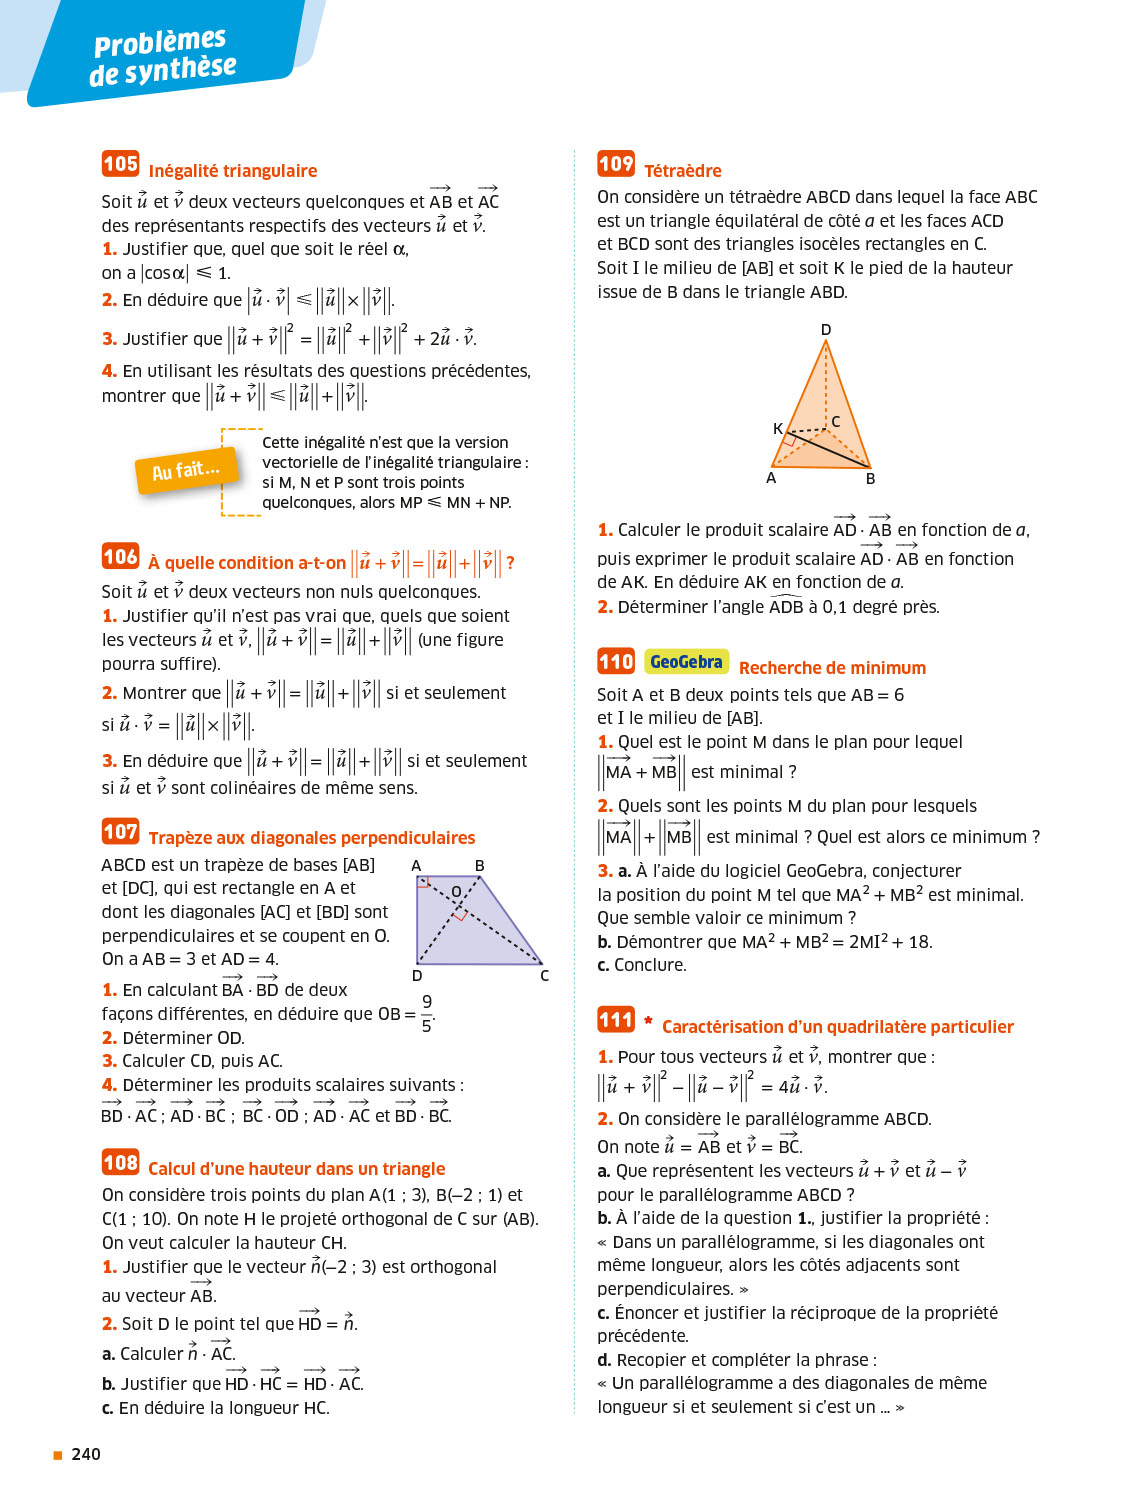 Problèmes
de synthèse
105 Inégalité triangulaire
Soit $\vec{u}$ et $\vec{v}$ deux vecteurs quelconques et $\overrightarrow{AB}$ et $\overrightarrow{AC}$
des représentants respectifs des vecteurs $\vec{u}$ et $\vec{v}$.
1. Justifier que, quel que soit le réel α,
on a |cos α| ⩽ 1.
2. En déduire que $|\vec{u} \cdot \vec{v}| \leqslant ||\vec{u}|| \times ||\vec{v}||$.
3. Justifier que $||\vec{u} + \vec{v}||^2 = ||\vec{u}||^2 + ||\vec{v}||^2 + 2\vec{u} \cdot \vec{v}$.
4. En utilisant les résultats des questions précédentes,
montrer que $||\vec{u} + \vec{v}|| \leqslant ||\vec{u}|| + ||\vec{v}||$.
Au fait...
Cette inégalité n'est que la version
vectorielle de l'inégalité triangulaire :
si M, N et P sont trois points
quelconques, alors MP ⩽ MN + NP.
106 À quelle condition a-t-on $||\vec{u} + \vec{v}|| = ||\vec{u}|| + ||\vec{v}||$ ?
Soit $\vec{u}$ et $\vec{v}$ deux vecteurs non nuls quelconques.
1. Justifier qu'il n'est pas vrai que, quels que soient
les vecteurs $\vec{u}$ et $\vec{v}$, $||\vec{u} + \vec{v}|| = ||\vec{u}|| + ||\vec{v}||$ (une figure
pourra suffire).
2. Montrer que $||\vec{u} + \vec{v}|| = ||\vec{u}|| + ||\vec{v}||$ si et seulement
si $\vec{u} \cdot \vec{v} = ||\vec{u}|| \times ||\vec{v}||$.
3. En déduire que $||\vec{u} + \vec{v}|| = ||\vec{u}|| + ||\vec{v}||$ si et seulement
si $\vec{u}$ et $\vec{v}$ sont colinéaires de même sens.
107 Trapèze aux diagonales perpendiculaires
ABCD est un trapèze de bases [AB]
et [DC], qui est rectangle en A et
dont les diagonales [AC] et [BD] sont
perpendiculaires et se coupent en O.
On a AB = 3 et AD = 4.
A B
O
D C
1. En calculant $\overrightarrow{BA} \cdot \overrightarrow{BD}$ de deux
façons différentes, en déduire que OB = $\frac{9}{5}$.
2. Déterminer OD.
3. Calculer CD, puis AC.
4. Déterminer les produits scalaires suivants :
$\overrightarrow{BD} \cdot \overrightarrow{AC}$ ; $\overrightarrow{AD} \cdot \overrightarrow{BC}$ ; $\overrightarrow{BC} \cdot \overrightarrow{OD}$ ; $\overrightarrow{AD} \cdot \overrightarrow{AC}$ et $\overrightarrow{BD} \cdot \overrightarrow{BC}$.
108 Calcul d'une hauteur dans un triangle
On considère trois points du plan A(1 ; 3), B(–2 ; 1) et
C(1 ; 10). On note H le projeté orthogonal de C sur (AB).
On veut calculer la hauteur CH.
1. Justifier que le vecteur $\vec{n}$(–2 ; 3) est orthogonal
au vecteur $\overrightarrow{AB}$.
2. Soit D le point tel que $\overrightarrow{HD} = \vec{n}$.
a. Calculer $\vec{n} \cdot \overrightarrow{AC}$.
b. Justifier que $\overrightarrow{HD} \cdot \overrightarrow{HC} = \overrightarrow{HD} \cdot \overrightarrow{AC}$.
c. En déduire la longueur HC.
109 Tétraèdre
On considère un tétraèdre ABCD dans lequel la face ABC
est un triangle équilatéral de côté a et les faces ACD
et BCD sont des triangles isocèles rectangles en C.
Soit I le milieu de [AB] et soit K le pied de la hauteur
issue de B dans le triangle ABD.
D
K C
A B
1. Calculer le produit scalaire $\overrightarrow{AD} \cdot \overrightarrow{AB}$ en fonction de a,
puis exprimer le produit scalaire $\overrightarrow{AD} \cdot \overrightarrow{AB}$ en fonction
de AK. En déduire AK en fonction de a.
2. Déterminer l'angle $\widehat{ADB}$ à 0,1 degré près.
110 GeoGebra Recherche de minimum
Soit A et B deux points tels que AB = 6
et I le milieu de [AB].
1. Quel est le point M dans le plan pour lequel
$||\overrightarrow{MA} + \overrightarrow{MB}||$ est minimal ?
2. Quels sont les points M du plan pour lesquels
$||\overrightarrow{MA}|| + ||\overrightarrow{MB}||$ est minimal ? Quel est alors ce minimum ?
3. a. À l'aide du logiciel GeoGebra, conjecturer
la position du point M tel que MA² + MB² est minimal.
Que semble valoir ce minimum ?
b. Démontrer que MA² + MB² = 2MI² + 18.
c. Conclure.
111 * Caractérisation d'un quadrilatère particulier
1. Pour tous vecteurs $\vec{u}$ et $\vec{v}$, montrer que :
$||\vec{u} + \vec{v}||^2 - ||\vec{u} - \vec{v}||^2 = 4\vec{u} \cdot \vec{v}$.
2. On considère le parallélogramme ABCD.
On note $\vec{u} = \overrightarrow{AB}$ et $\vec{v} = \overrightarrow{BC}$.
a. Que représentent les vecteurs $\vec{u} + \vec{v}$ et $\vec{u} - \vec{v}$
pour le parallélogramme ABCD ?
b. À l'aide de la question 1., justifier la propriété :
« Dans un parallélogramme, si les diagonales ont
même longueur, alors les côtés adjacents sont
perpendiculaires. »
c. Énoncer et justifier la réciproque de la propriété
précédente.
d. Recopier et compléter la phrase :
« Un parallélogramme a des diagonales de même
longueur si et seulement si c'est un ... »
240